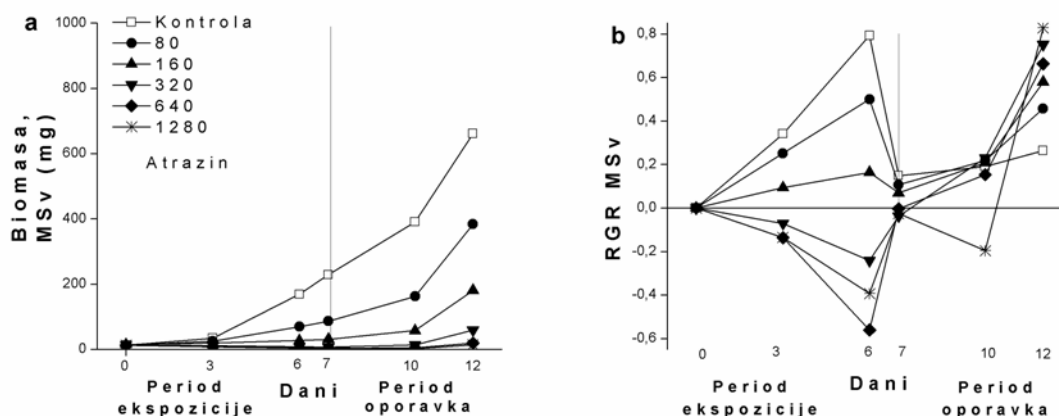 a
1000
800
600
400
200
0
Biomasa,
MSv (mg)
Kontrola
80
160
320
640
1280
Atrazin
0 3 6 7 10 12
Period
ekspozicije
Dani
Period
oporavka
b
0,8
0,6
0,4
0,2
0,0
-0,2
-0,4
-0,6
RGR MSv
0 3 6 7 10 12
Period
ekspozicije
Dani
Period
oporavka